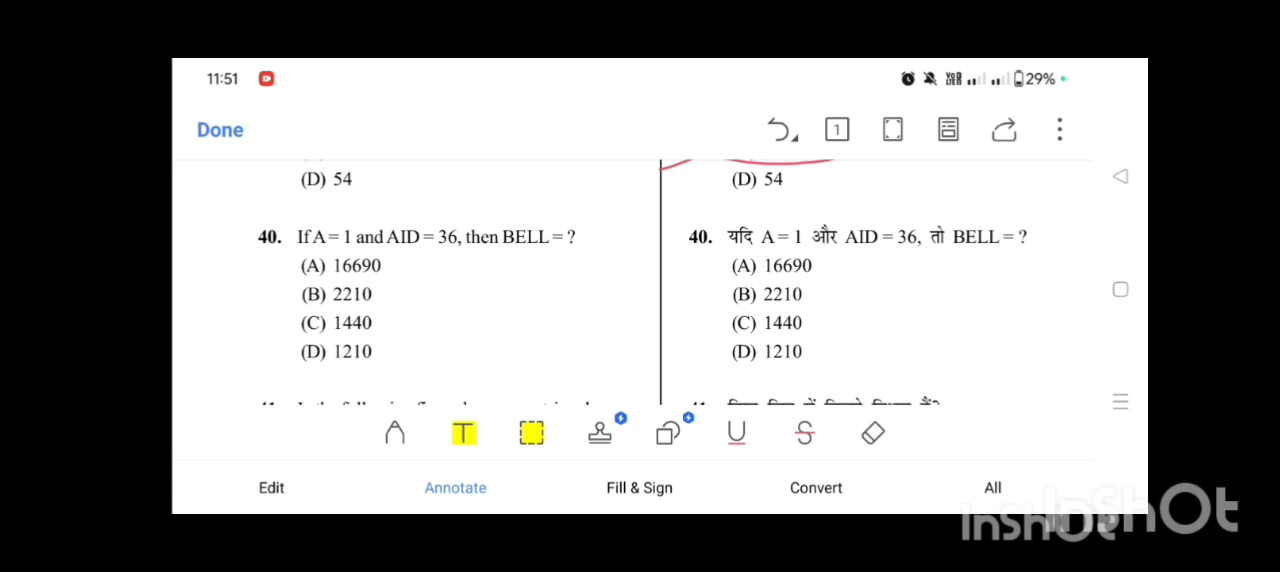 11:51
29%
Done
1
(D) 54
40. If A = 1 and AID = 36, then BELL = ?
(A) 16690
(B) 2210
(C) 1440
(D) 1210
(D) 54
40. यदि A = 1 और AID = 36, तो BELL = ?
(A) 16690
(B) 2210
(C) 1440
(D) 1210
Edit
Annotate
Fill & Sign
Convert
All
InShOt